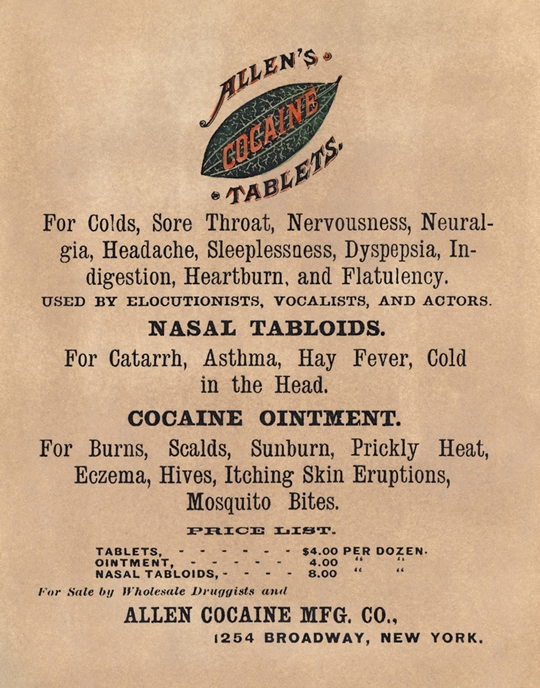 ALLEN'S
COCAINE
TABLETS.
For Colds, Sore Throat, Nervousness, Neural-
gia, Headache, Sleeplessness, Dyspepsia, In-
digestion, Heartburn, and Flatulency.
USED BY ELOCUTIONISTS, VOCALISTS, AND ACTORS.
NASAL TABLOIDS.
For Catarrh, Asthma, Hay Fever, Cold
in the Head.
COCAINE OINTMENT.
For Burns, Scalds, Sunburn, Prickly Heat,
Eczema, Hives, Itching Skin Eruptions,
Mosquito Bites.
PRICE LIST.
TABLETS, - - - - - - $4.00 PER DOZEN.
OINTMENT, - - - - - - 4.00 “ “
NASAL TABLOIDS, - - - - 8.00 “ “
For Sale by Wholesale Druggists and
ALLEN COCAINE MFG. CO.,
1254 BROADWAY, NEW YORK.